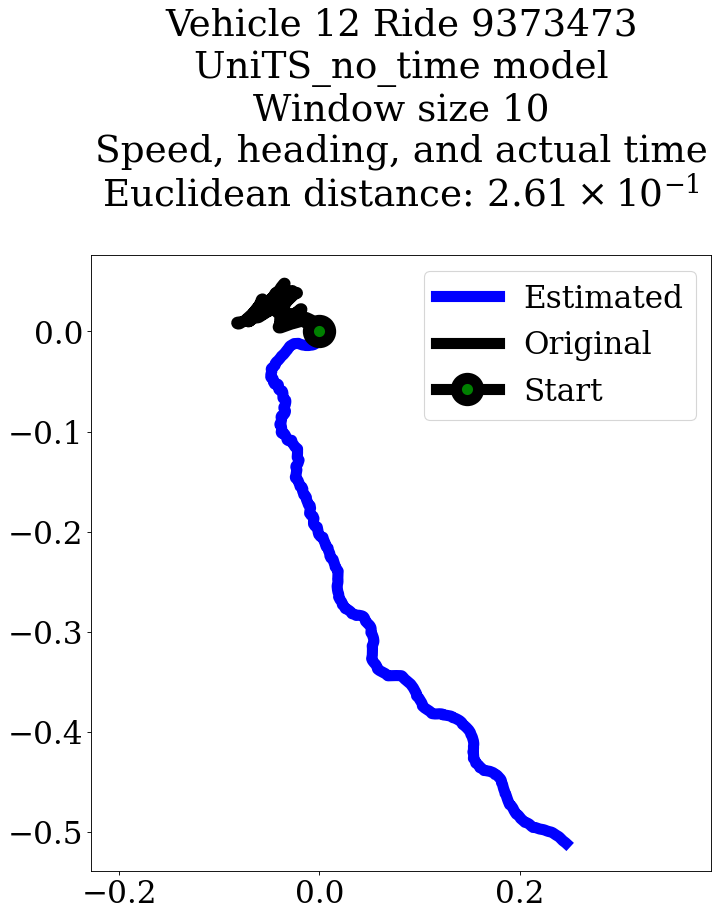 Vehicle 12 Ride 9373473
UniTS_no_time model
Window size 10
Speed, heading, and actual time
Euclidean distance: 2.61 × 10⁻¹
Estimated
Original
Start
0.0
−0.1
−0.2
−0.3
−0.4
−0.5
−0.2
0.0
0.2